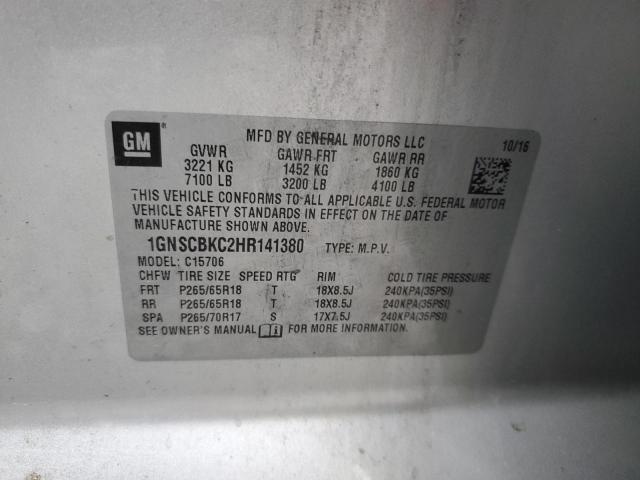 GM ®
MFD BY GENERAL MOTORS LLC 10/16
GVWR GAWR FRT GAWR RR
3221 KG 1452 KG 1860 KG
7100 LB 3200 LB 4100 LB
THIS VEHICLE CONFORMS TO ALL APPLICABLE U.S. FEDERAL MOTOR
VEHICLE SAFETY STANDARDS IN EFFECT ON THE DATE OF
MANUFACTURE SHOWN ABOVE.
1GNSCBKC2HR141380 TYPE: M.P.V.
MODEL: C15706
CHFW TIRE SIZE SPEED RTG RIM COLD TIRE PRESSURE
FRT P265/65R18 T 18X8.5J 240KPA(35PSI)
RR P265/65R18 T 18X8.5J 240KPA(35PSI)
SPA P265/70R17 S 17X7.5J 240KPA(35PSI)
SEE OWNER'S MANUAL FOR MORE INFORMATION.